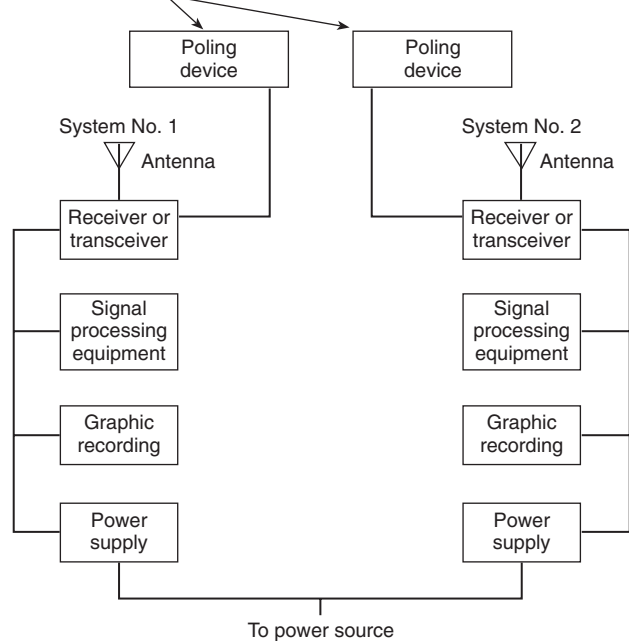 Poling
device
Poling
device
System No. 1
Antenna
System No. 2
Antenna
Receiver or
transceiver
Receiver or
transceiver
Signal
processing
equipment
Signal
processing
equipment
Graphic
recording
Graphic
recording
Power
supply
Power
supply
To power source